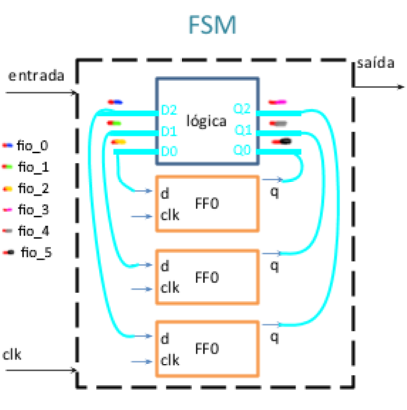 FSM
entrada
saída
D2
lógica
Q2
D1
Q1
D0
Q0
fio_0
fio_1
fio_2
fio_3
fio_4
fio_5
d
FF0
q
clk
d
FF0
q
clk
d
FF0
q
clk
clk